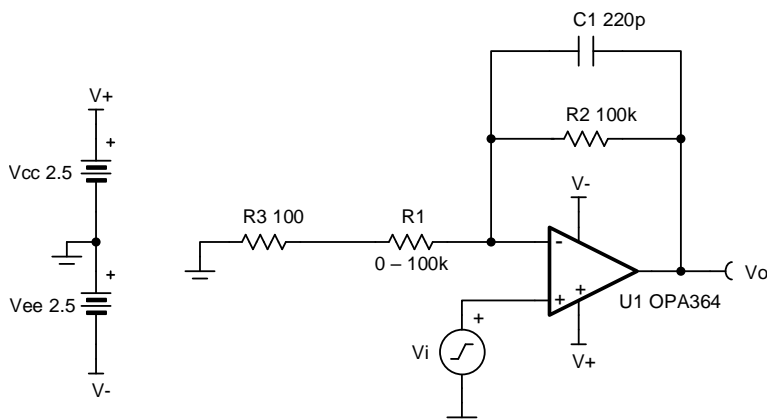 C1 220p
V+
+
R2 100k
Vcc 2.5
V-
R3 100
R1
-
0 – 100k
+
Vo
Vee 2.5
+
+
U1 OPA364
+
Vi
V+
V-